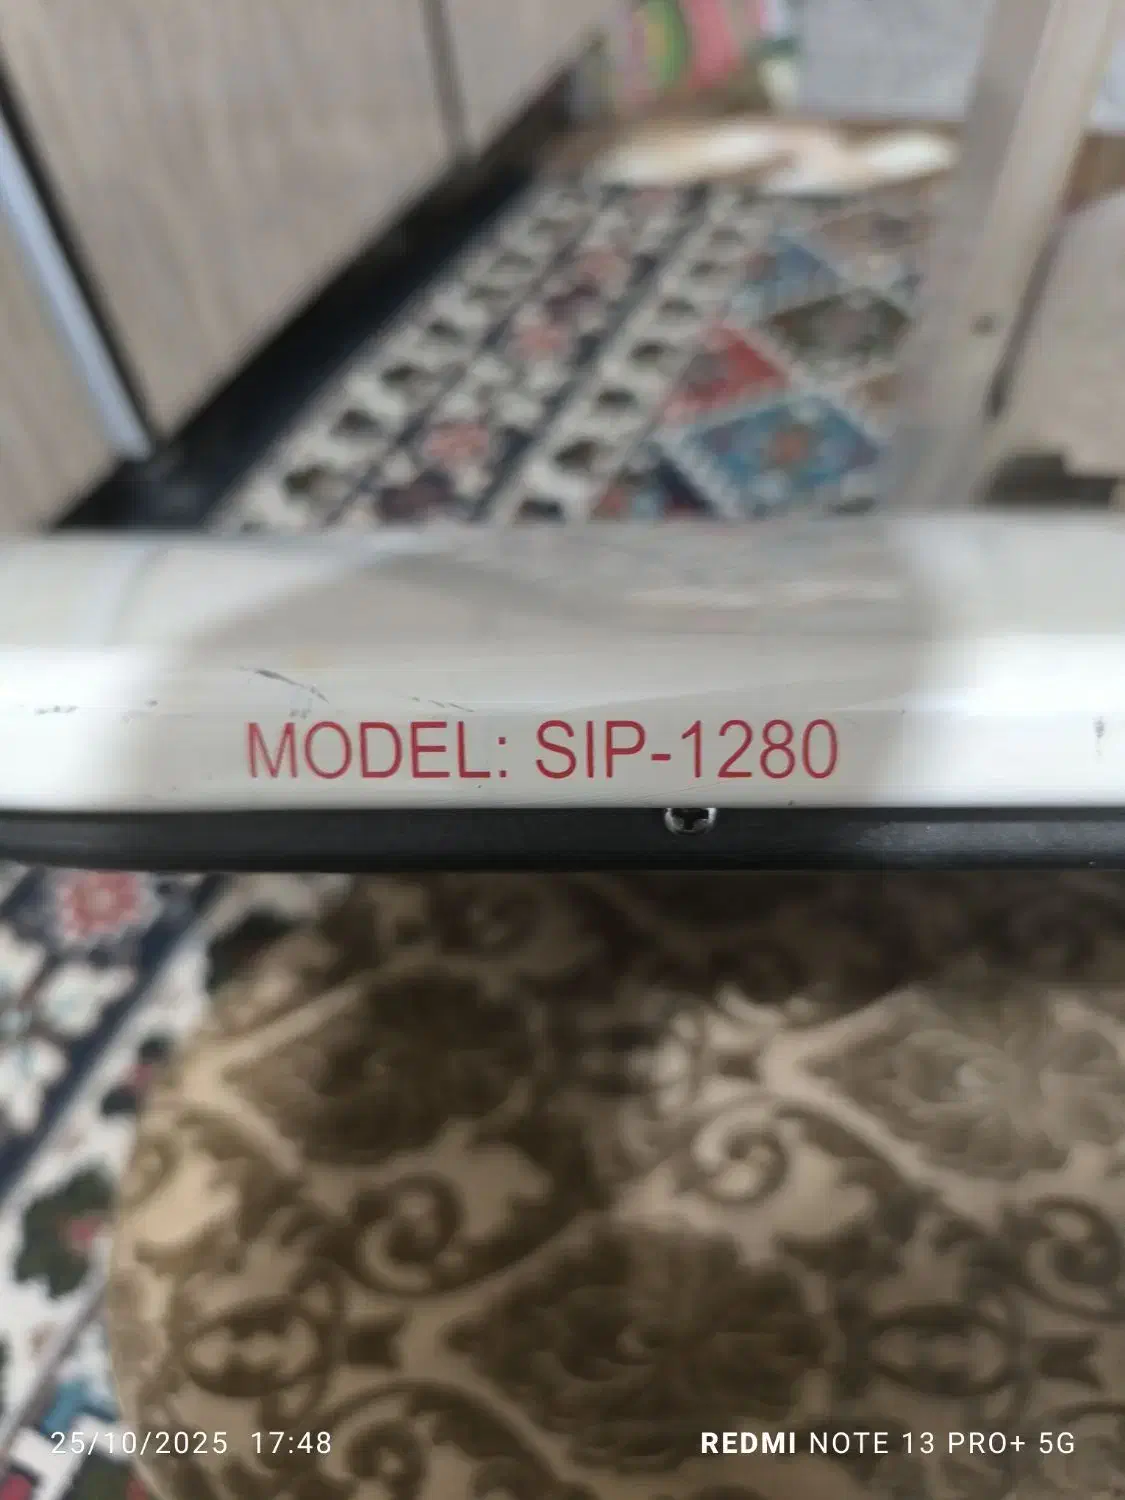 MODEL: SIP-1280
25/10/2025 17:48
REDMI NOTE 13 PRO+ 5G